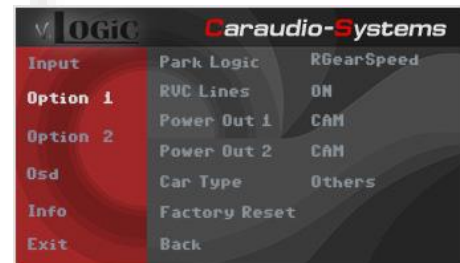 v.LOGiC
Caraudio-Systems
Input
Option 1
Option 2
Osd
Info
Exit
Park Logic RGearSpeed
RVC Lines ON
Power Out 1 CAM
Power Out 2 CAM
Car Type Others
Factory Reset
Back